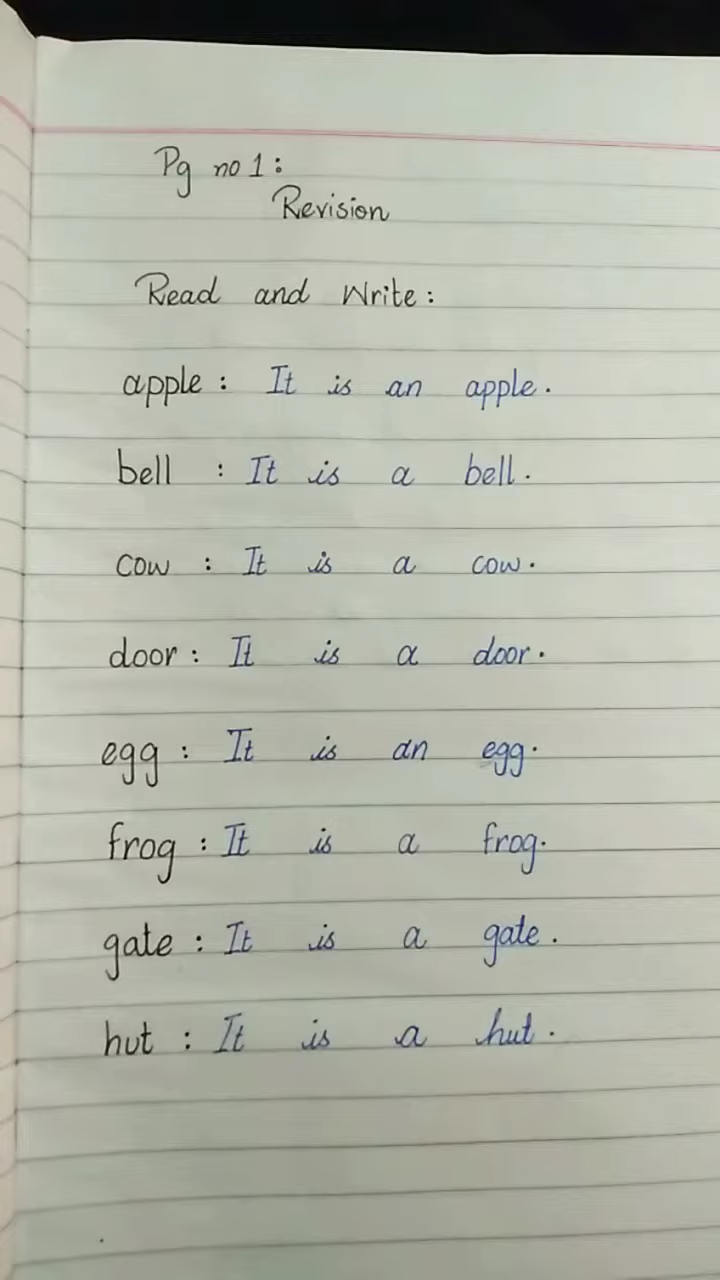 Pg no 1:
Revision
Read and Write:
apple : It is an apple.
bell : It is a bell.
cow : It is a cow.
door : It is a door.
egg : It is an egg.
frog : It is a frog.
gate : It is a gate.
hut : It is a hut.